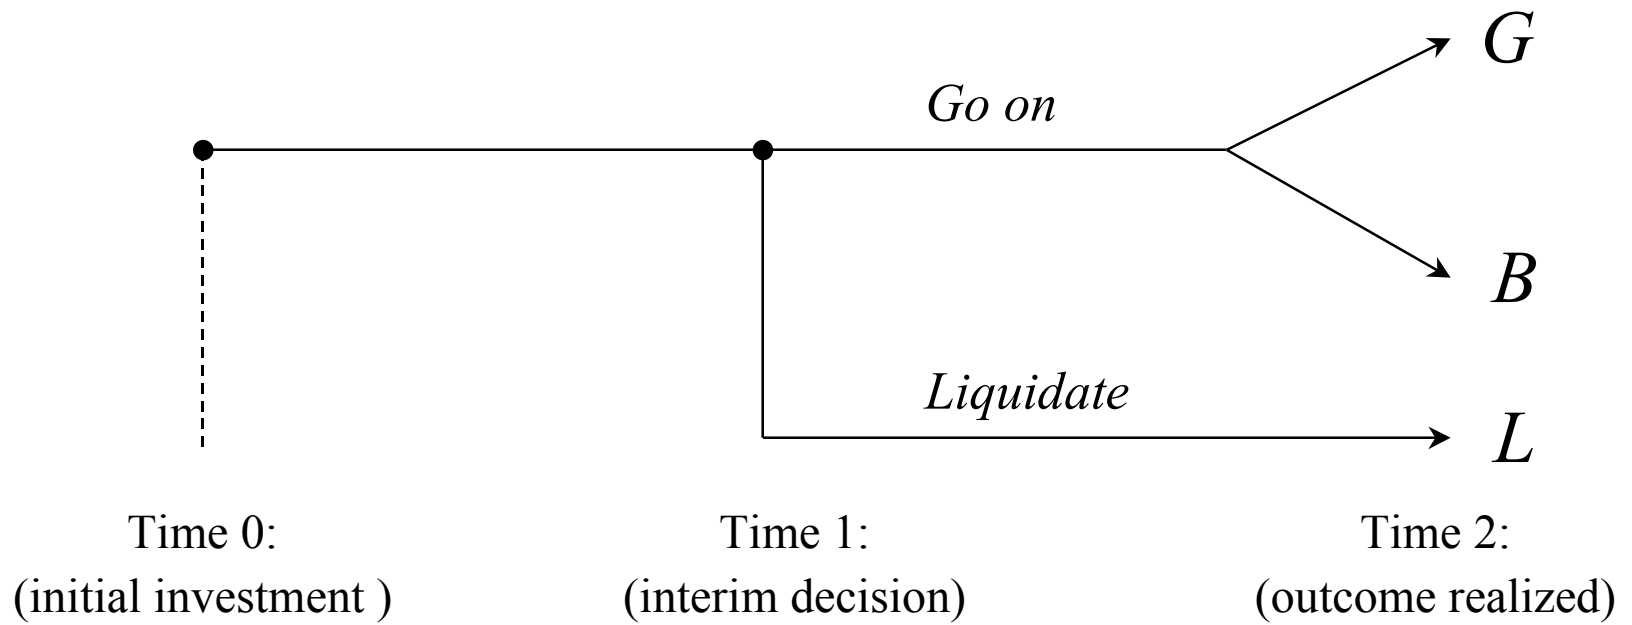 G
Go on
B
Liquidate
L
Time 0:
(initial investment )
Time 1:
(interim decision)
Time 2:
(outcome realized)